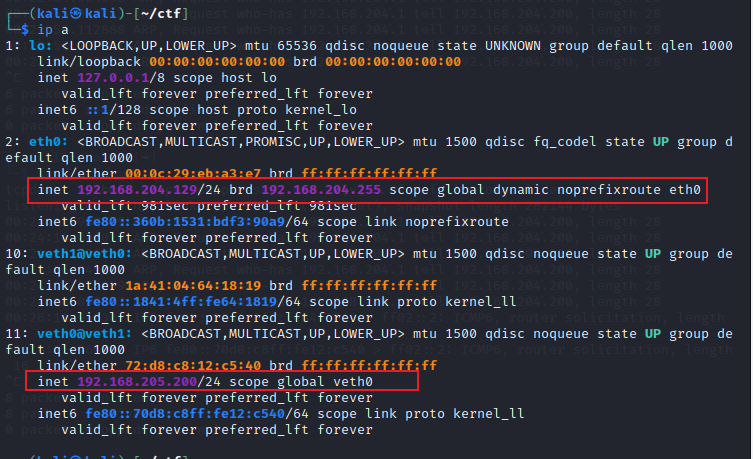 ┌──(kali㉿kali)-[~/ctf]
└─$ ip a
1: lo: <LOOPBACK,UP,LOWER_UP> mtu 65536 qdisc noqueue state UNKNOWN group default qlen 1000
link/loopback 00:00:00:00:00:00 brd 00:00:00:00:00:00
inet 127.0.0.1/8 scope host lo
valid_lft forever preferred_lft forever
inet6 ::1/128 scope host proto kernel_lo
valid_lft forever preferred_lft forever
2: eth0: <BROADCAST,MULTICAST,PROMISC,UP,LOWER_UP> mtu 1500 qdisc fq_codel state UP group d
efault qlen 1000
link/ether 00:0c:29:eb:a3:e7 brd ff:ff:ff:ff:ff:ff
inet 192.168.204.129/24 brd 192.168.204.255 scope global dynamic noprefixroute eth0
valid_lft 981sec preferred_lft 981sec
inet6 fe80::360b:1531:bdf3:90a9/64 scope link noprefixroute
valid_lft forever preferred_lft forever
10: veth1@veth0: <BROADCAST,MULTICAST,UP,LOWER_UP> mtu 1500 qdisc noqueue state UP group de
fault qlen 1000
link/ether 1a:41:04:64:18:19 brd ff:ff:ff:ff:ff:ff
inet6 fe80::1841:4ff:fe64:1819/64 scope link proto kernel_ll
valid_lft forever preferred_lft forever
11: veth0@veth1: <BROADCAST,MULTICAST,UP,LOWER_UP> mtu 1500 qdisc noqueue state UP group de
fault qlen 1000
link/ether 72:d8:c8:12:c5:40 brd ff:ff:ff:ff:ff:ff
inet 192.168.205.200/24 scope global veth0
valid_lft forever preferred_lft forever
inet6 fe80::70d8:c8ff:fe12:c540/64 scope link proto kernel_ll
valid_lft forever preferred_lft forever